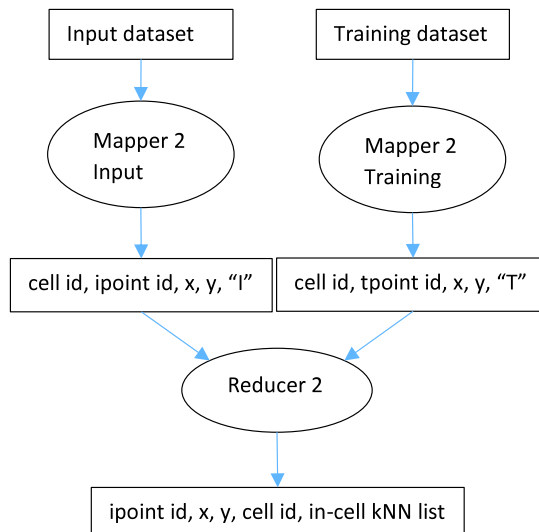 Input dataset
Training dataset
Mapper 2
Input
Mapper 2
Training
cell id, ipoint id, x, y, “I”
cell id, tpoint id, x, y, “T”
Reducer 2
ipoint id, x, y, cell id, in-cell kNN list